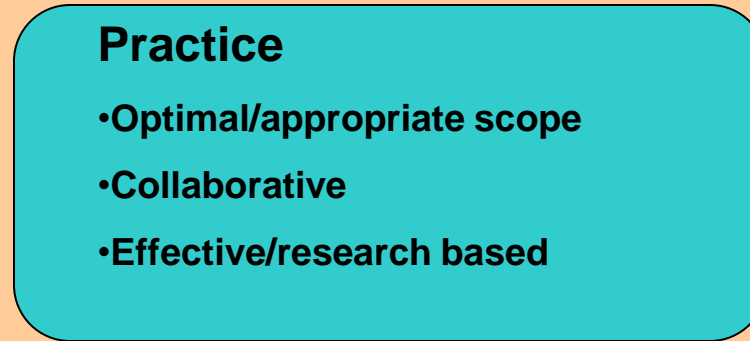 Practice
•Optimal/appropriate scope
•Collaborative
•Effective/research based